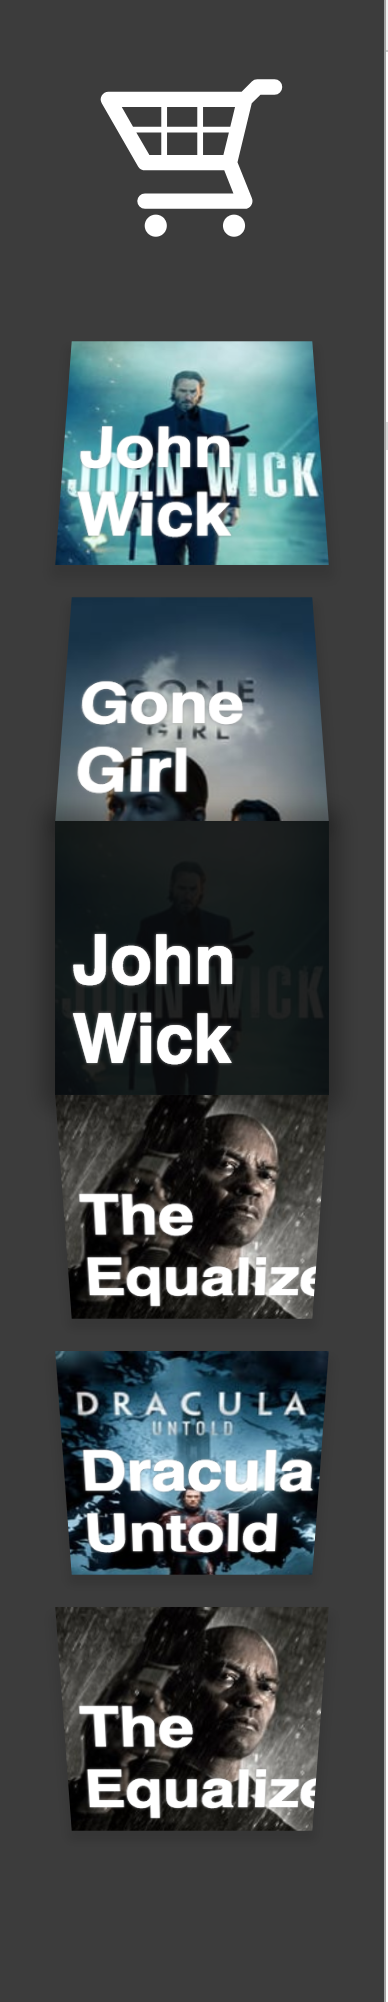 John
JOHN WICK
Wick
GONE
Gone
GIRL
Girl
John
JOHN WICK
Wick
The
Equalize
DRACULA
UNTOLD
Dracula
Untold
The
Equalize